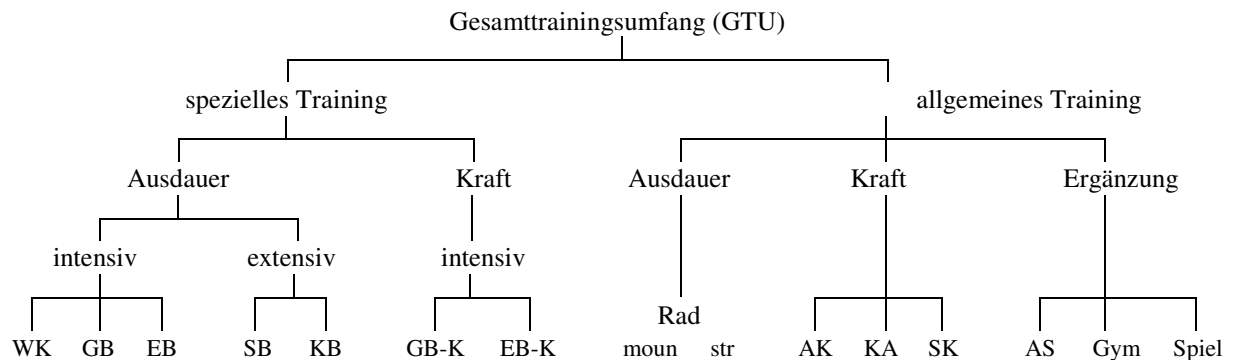 Gesamttrainingsumfang (GTU)
spezielles Training allgemeines Training
Ausdauer Kraft Ausdauer Kraft Ergänzung
intensiv extensiv intensiv
Rad
WK GB EB SB KB GB-K EB-K moun str AK KA SK AS Gym Spiel